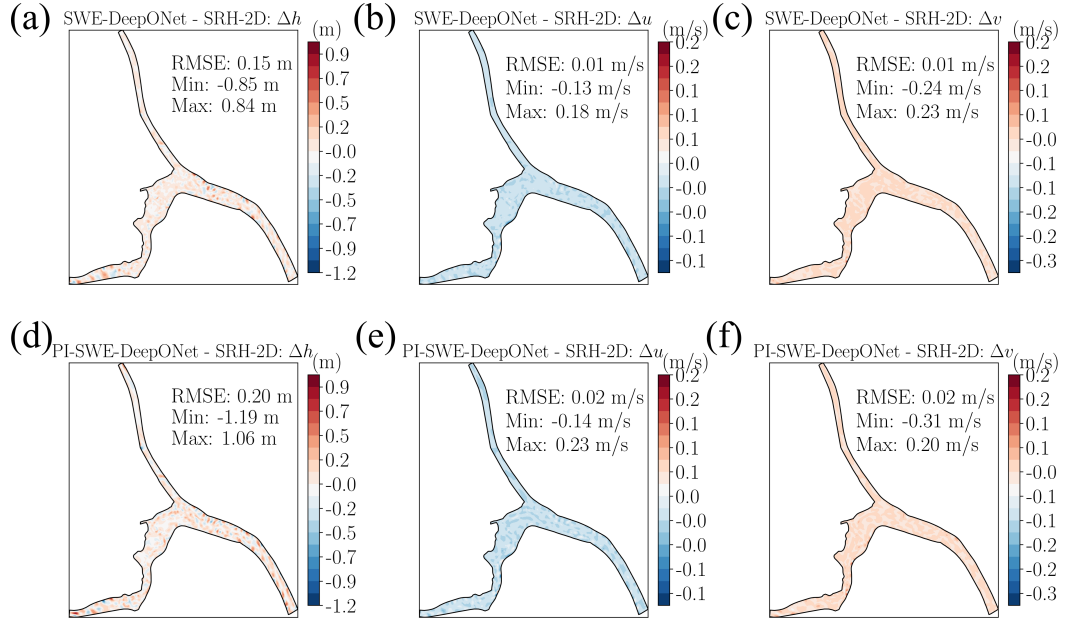 (a)
SWE-DeepONet - SRH-2D: Δh
(m)
RMSE: 0.15 m
Min: -0.85 m
Max: 0.84 m
0.9
0.7
0.5
0.2
-0.0
-0.2
-0.5
-0.7
-0.9
-1.2
(b)
SWE-DeepONet - SRH-2D: Δu
(m/s)
RMSE: 0.01 m/s
Min: -0.13 m/s
Max: 0.18 m/s
0.2
0.2
0.1
0.1
0.1
0.0
-0.0
-0.0
-0.1
(c)
SWE-DeepONet - SRH-2D: Δv
(m/s)
RMSE: 0.01 m/s
Min: -0.24 m/s
Max: 0.23 m/s
0.2
0.2
0.1
0.1
0.0
-0.0
-0.1
-0.1
-0.2
-0.3
(d)
PI-SWE-DeepONet - SRH-2D: Δh
(m)
RMSE: 0.20 m
Min: -1.19 m
Max: 1.06 m
0.9
0.7
0.5
0.2
-0.0
-0.2
-0.5
-0.7
-0.9
-1.2
(e)
PI-SWE-DeepONet - SRH-2D: Δu
(m/s)
RMSE: 0.02 m/s
Min: -0.14 m/s
Max: 0.23 m/s
0.2
0.2
0.1
0.1
0.1
0.0
-0.0
-0.0
-0.1
(f)
PI-SWE-DeepONet - SRH-2D: Δv
(m/s)
RMSE: 0.02 m/s
Min: -0.31 m/s
Max: 0.20 m/s
0.2
0.2
0.1
0.1
0.0
-0.0
-0.1
-0.1
-0.2
-0.3